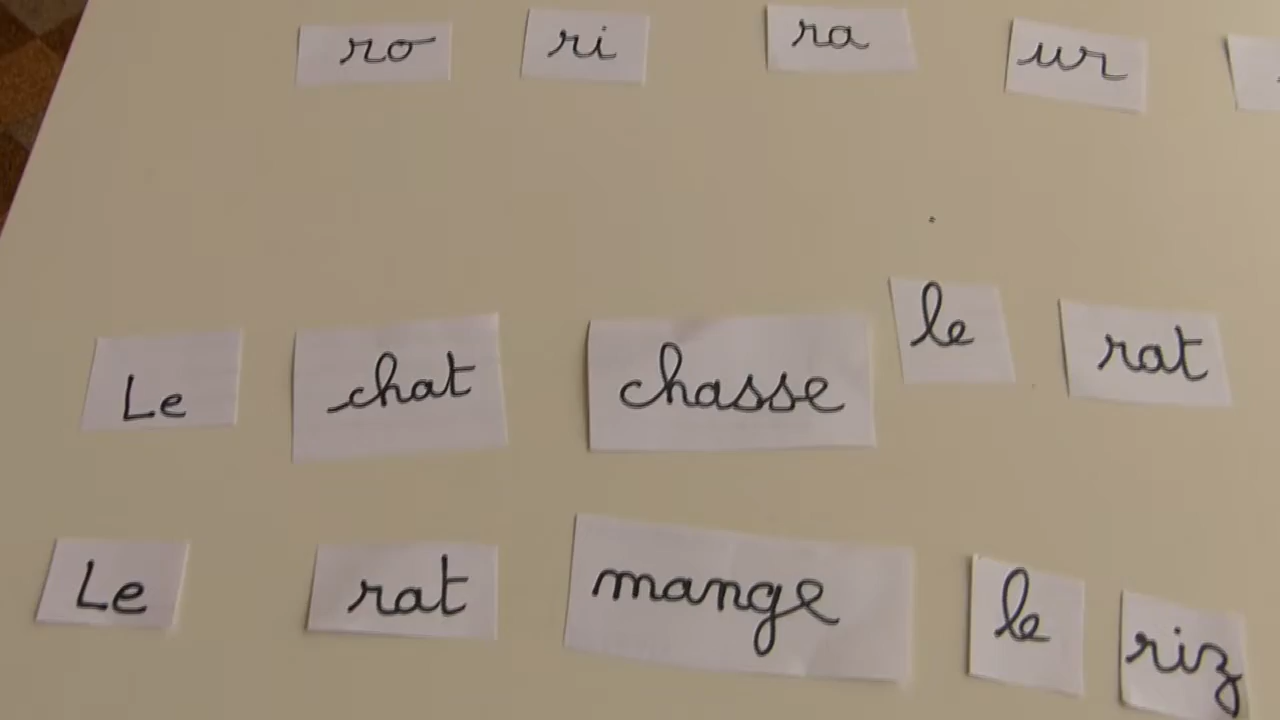 ro ri ra ur
Le chat chasse le rat
Le rat mange le riz